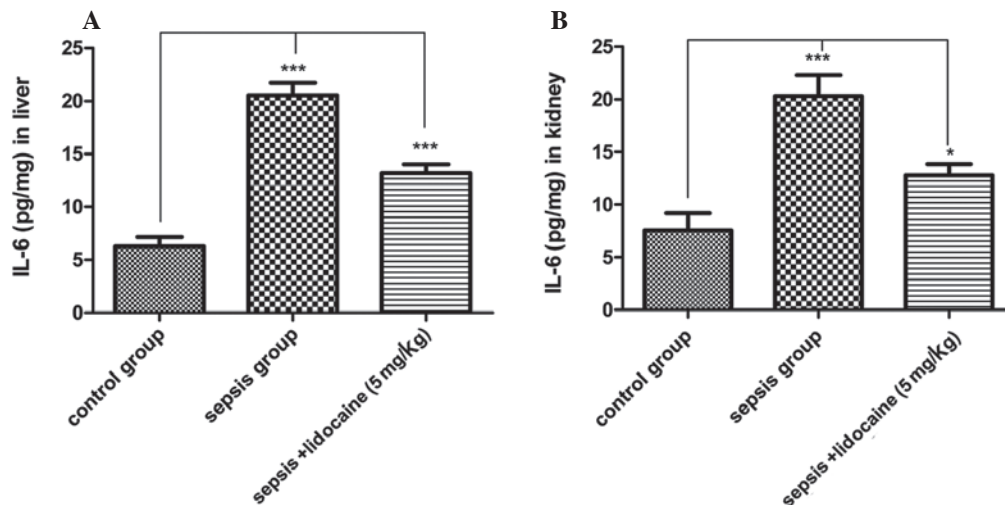 A
IL-6 (pg/mg) in liver
25
20
15
10
5
0
***
***
control group
sepsis group
sepsis +lidocaine (5 mg/Kg)
B
IL-6 (pg/mg) in kidney
25
20
15
10
5
0
***
*
control group
sepsis group
sepsis +lidocaine (5 mg/Kg)